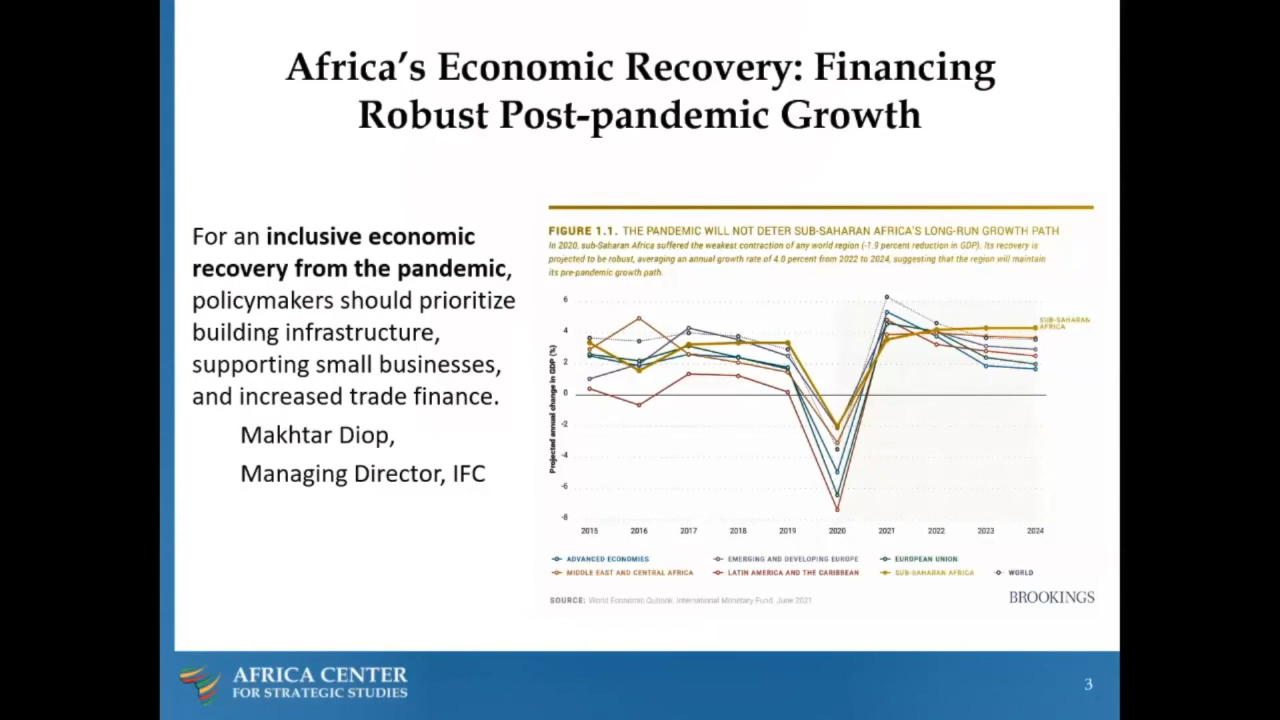 Africa's Economic Recovery: Financing
Robust Post-pandemic Growth
For an inclusive economic
recovery from the pandemic,
policymakers should prioritize
building infrastructure,
supporting small businesses,
and increased trade finance.
Makhtar Diop,
Managing Director, IFC
FIGURE 1.1. THE PANDEMIC WILL NOT DETER SUB-SAHARAN AFRICA'S LONG-RUN GROWTH PATH
In 2020, sub-Saharan Africa suffered the weakest contraction of any world region (-1.9 percent reduction in GDP). Its recovery is
projected to be robust, averaging an annual growth rate of 4.0 percent from 2022 to 2024, suggesting that the region will maintain
its pre-pandemic growth path.
Projected annual change in GDP (%)
6
4
2
0
-2
-4
-6
-8
SUB-SAHARAN
AFRICA
2015 2016 2017 2018 2019 2020 2021 2022 2023 2024
ADVANCED ECONOMIES EMERGING AND DEVELOPING EUROPE EUROPEAN UNION
MIDDLE EAST AND CENTRAL AFRICA LATIN AMERICA AND THE CARIBBEAN SUB-SAHARAN AFRICA WORLD
SOURCE: World Economic Outlook, International Monetary Fund, June 2021
BROOKINGS
AFRICA CENTER
FOR STRATEGIC STUDIES
3